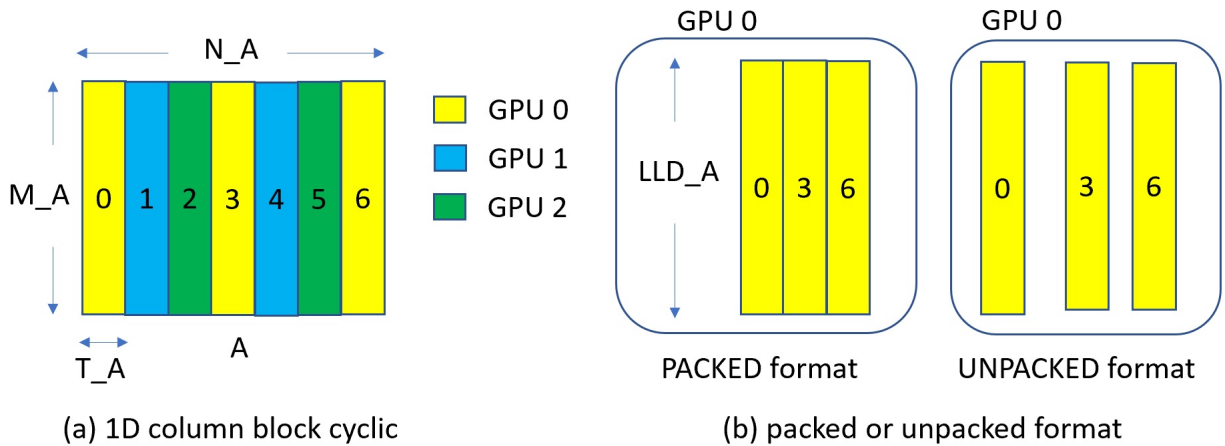 N_A
M_A
0 1 2 3 4 5 6
T_A
A
GPU 0
GPU 1
GPU 2
(a) 1D column block cyclic
GPU 0
LLD_A
0 3 6
PACKED format
GPU 0
0 3 6
UNPACKED format
(b) packed or unpacked format